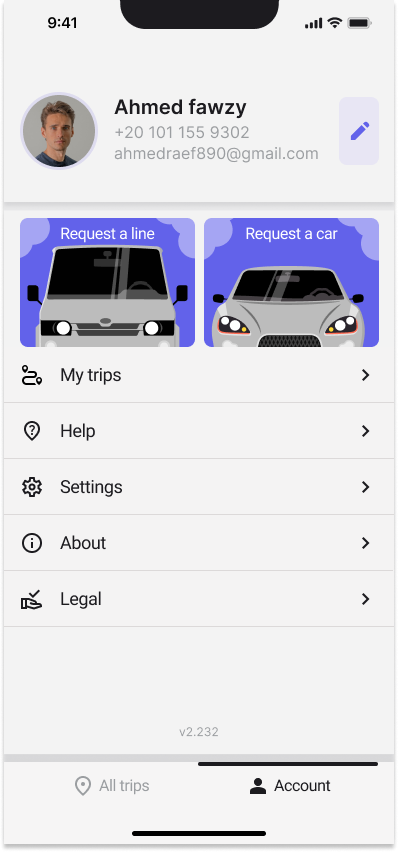 9:41
Ahmed fawzy
+20 101 155 9302
ahmedraef890@gmail.com
Request a line
Request a car
My trips
Help
Settings
About
Legal
v2.232
All trips
Account